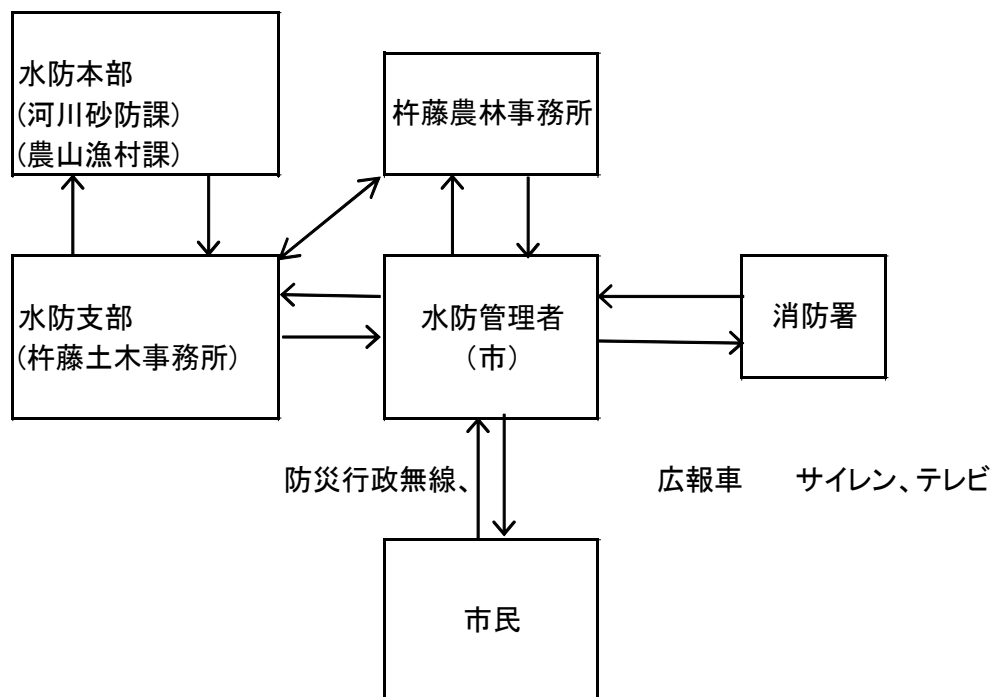 水防本部
(河川砂防課)
(農山漁村課)
杵藤農林事務所
水防支部
(杵藤土木事務所)
水防管理者
(市)
消防署
防災行政無線、 広報車 サイレン、テレビ
市民